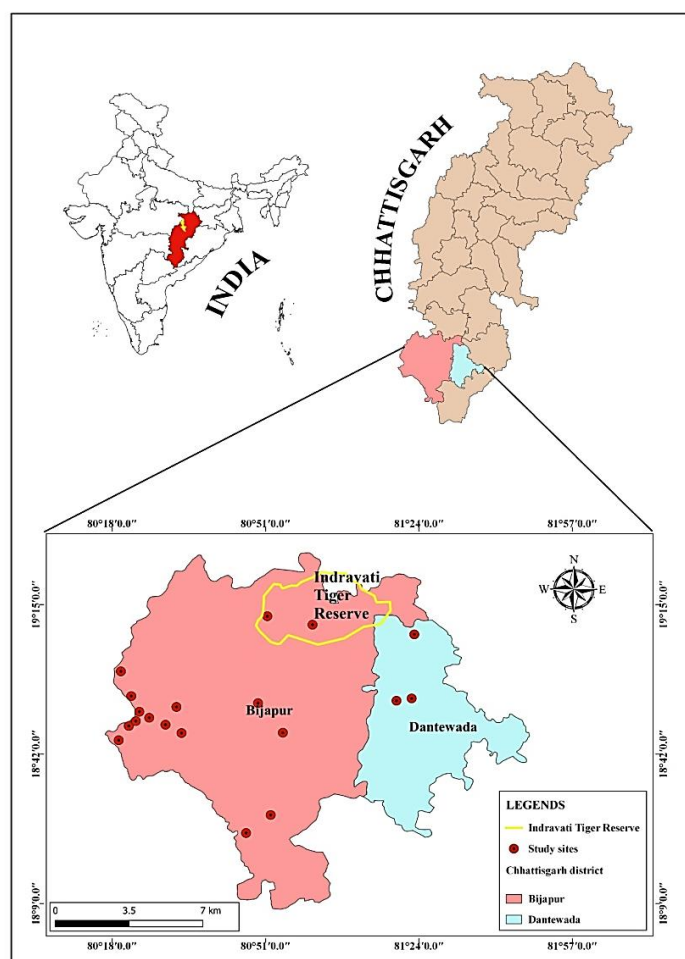 INDIA
CHHATTISGARH
80°18'0.0" 80°51'0.0" 81°24'0.0" 81°57'0.0"
19°15'0.0"
18°42'0.0"
18°9'0.0"
Indravati
Tiger
Reserve
N
W E
S
Bijapur
Dantewada
LEGENDS
Indravati Tiger Reserve
Study sites
Chhattisgarh district
Bijapur
Dantewada
0 3.5 7 km
80°18'0.0" 80°51'0.0" 81°24'0.0" 81°57'0.0"
19°15'0.0"
18°42'0.0"
18°9'0.0"